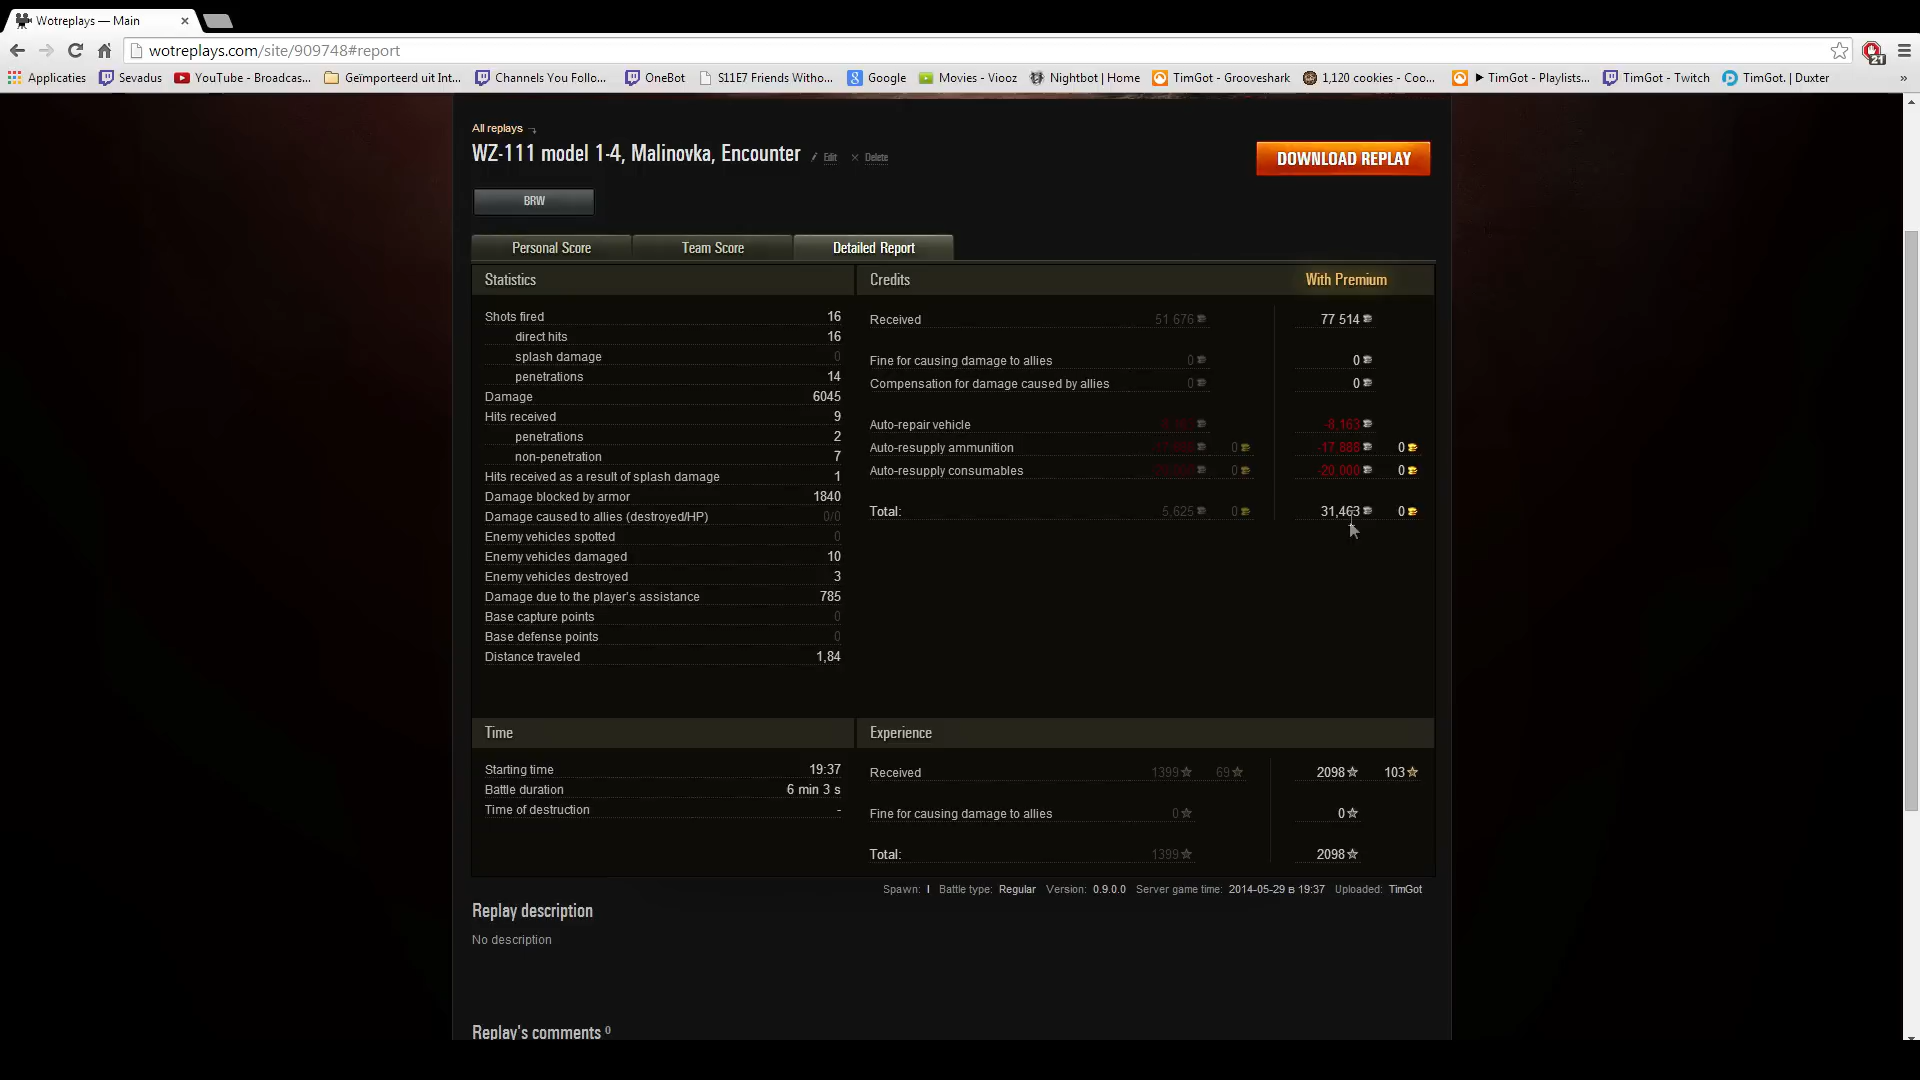 Wotreplays — Main
wotreplays.com/site/909748#report
21
Applicaties Sevadus YouTube - Broadcas... Geïmporteerd uit Int... Channels You Follo... OneBot S11E7 Friends Witho... Google Movies - Viooz Nightbot | Home TimGot - Grooveshark 1,120 cookies - Coo... ▶ TimGot - Playlists... TimGot - Twitch TimGot. | Duxter »
All replays
WZ-111 model 1-4, Malinovka, Encounter Edit Delete
DOWNLOAD REPLAY
BRW
Personal Score Team Score Detailed Report
Statistics
Shots fired 16
direct hits 16
splash damage 0
penetrations 14
Damage 6045
Hits received 9
penetrations 2
non-penetration 7
Hits received as a result of splash damage 1
Damage blocked by armor 1840
Damage caused to allies (destroyed/HP) 0/0
Enemy vehicles spotted 0
Enemy vehicles damaged 10
Enemy vehicles destroyed 3
Damage due to the player's assistance 785
Base capture points 0
Base defense points 0
Distance traveled 1,84
Credits With Premium
Received 51 676 77 514
Fine for causing damage to allies 0 0
Compensation for damage caused by allies 0 0
Auto-repair vehicle -8,163
Auto-resupply ammunition 0 0
Auto-resupply consumables 0 -20,000 0
Total: 5,625 0 31,463 0
Time
Starting time 19:37
Battle duration 6 min 3 s
Time of destruction -
Experience
Received 1399 69 2098 103
Fine for causing damage to allies 0 0
Total: 1399 2098
Spawn: I Battle type: Regular Version: 0.9.0.0 Server game time: 2014-05-29 в 19:37 Uploaded: TimGot
Replay description
No description
Replay's comments 0